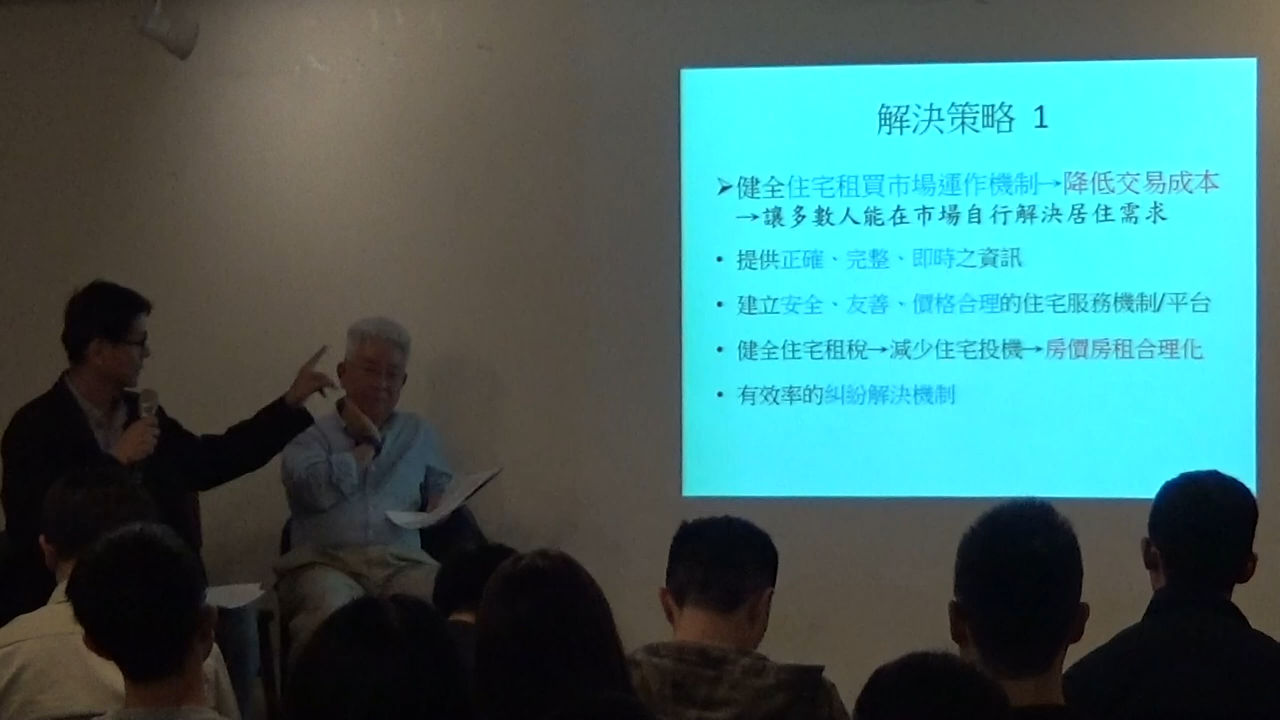 解決策略 1
➢健全住宅租買市場運作機制→降低交易成本
→讓多數人能在市場自行解決居住需求
• 提供正確、完整、即時之資訊
• 建立安全、友善、價格合理的住宅服務機制/平台
• 健全住宅租稅→減少住宅投機→房價房租合理化
• 有效率的糾紛解決機制